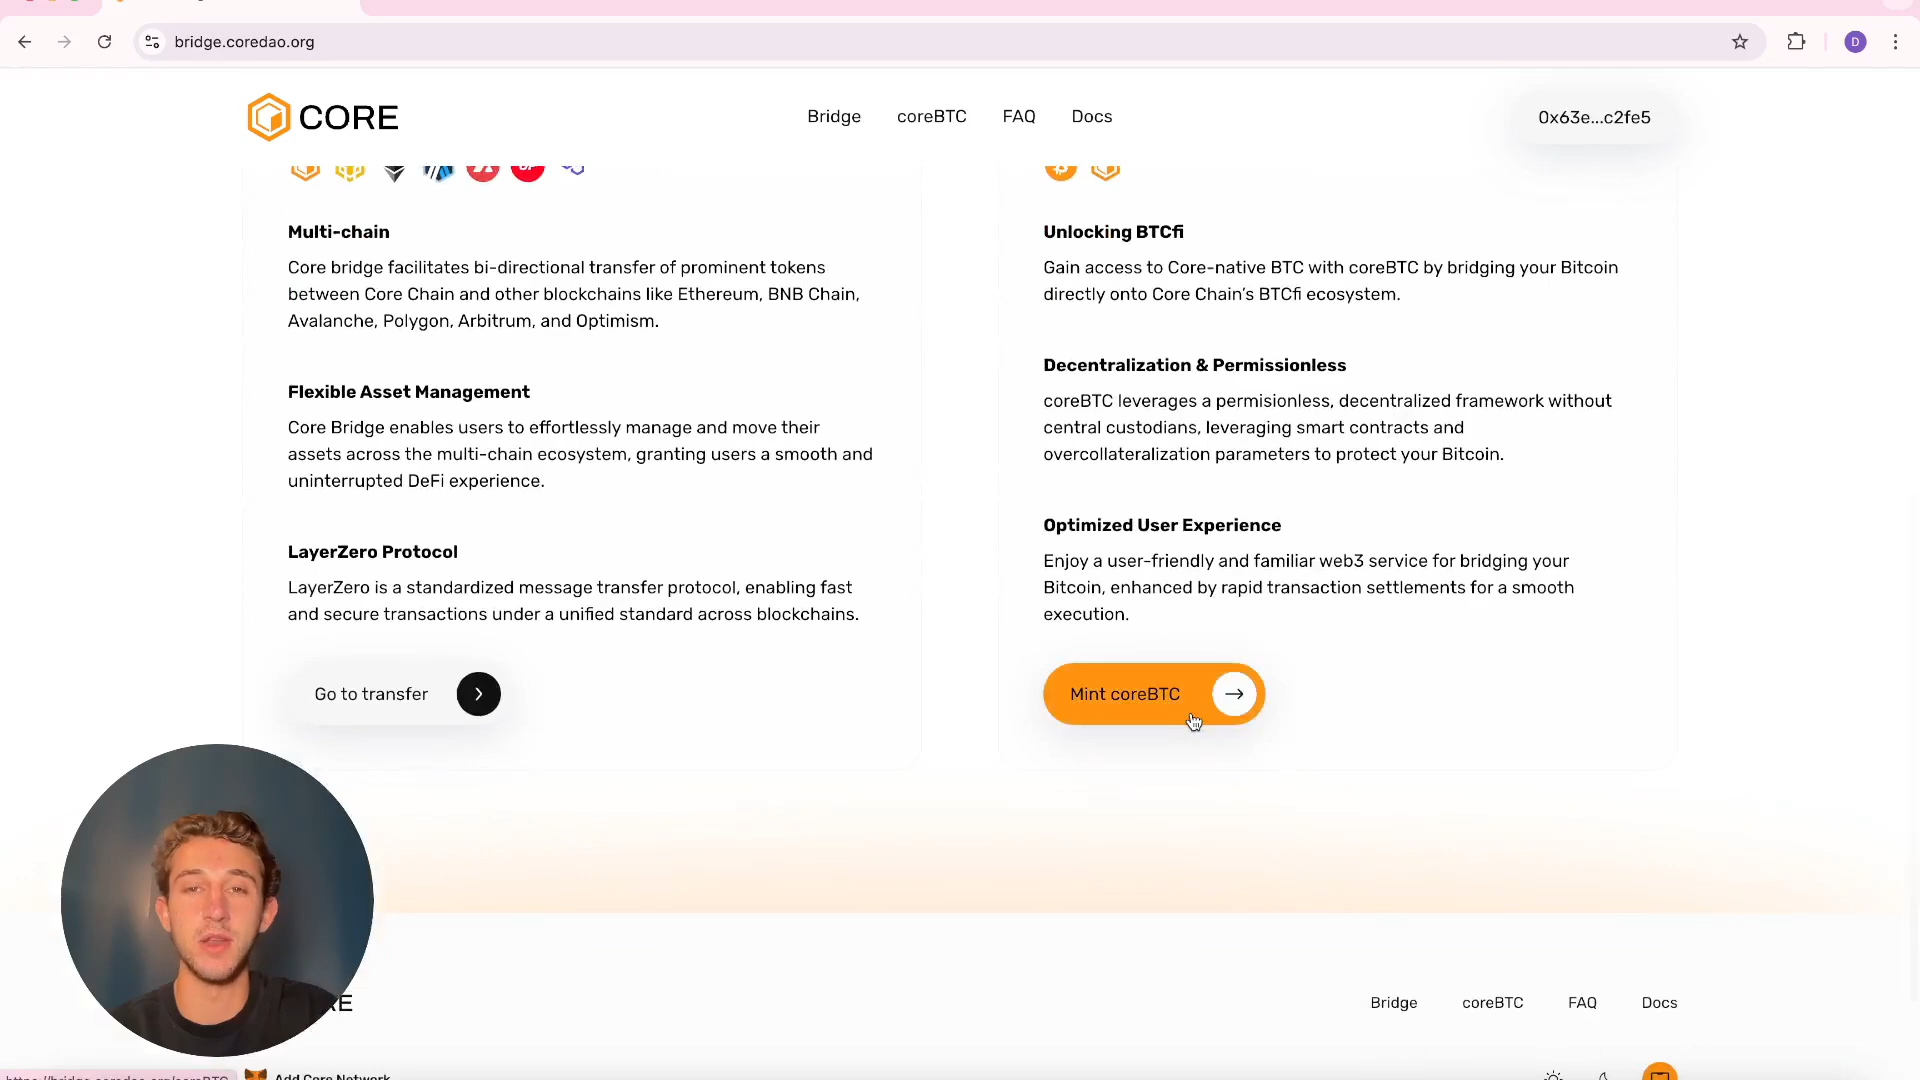 bridge.coredao.org
D
CORE
Bridge
coreBTC
FAQ
Docs
0x63e...c2fe5
Multi-chain
Core bridge facilitates bi-directional transfer of prominent tokens
between Core Chain and other blockchains like Ethereum, BNB Chain,
Avalanche, Polygon, Arbitrum, and Optimism.
Flexible Asset Management
Core Bridge enables users to effortlessly manage and move their
assets across the multi-chain ecosystem, granting users a smooth and
uninterrupted DeFi experience.
LayerZero Protocol
LayerZero is a standardized message transfer protocol, enabling fast
and secure transactions under a unified standard across blockchains.
Go to transfer
Unlocking BTCfi
Gain access to Core-native BTC with coreBTC by bridging your Bitcoin
directly onto Core Chain’s BTCfi ecosystem.
Decentralization & Permissionless
coreBTC leverages a permisionless, decentralized framework without
central custodians, leveraging smart contracts and
overcollateralization parameters to protect your Bitcoin.
Optimized User Experience
Enjoy a user-friendly and familiar web3 service for bridging your
Bitcoin, enhanced by rapid transaction settlements for a smooth
execution.
Mint coreBTC
RE
Bridge
coreBTC
FAQ
Docs
https://bridge.coredao.org/coreBTC
Add Core Network